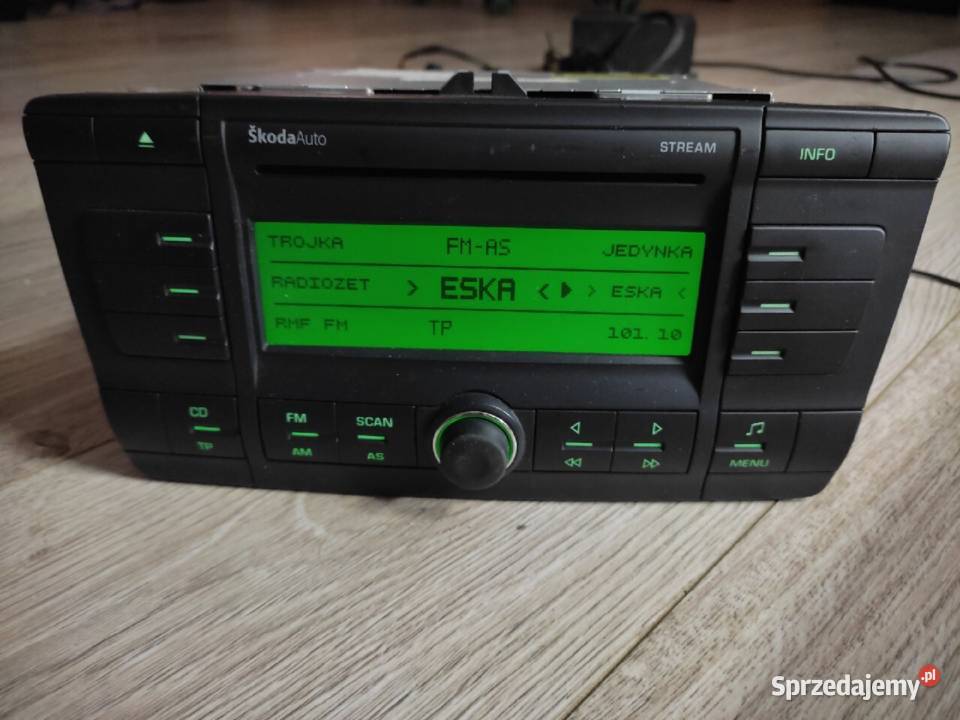 ŠkodaAuto
STREAM
INFO
TROJKA FM-AS JEDYNKA
RADIOZET > ESKA < > ESKA <
RMF FM TP 101.10
CD
TP
FM
AM
SCAN
AS
MENU
Sprzedajemy.pl